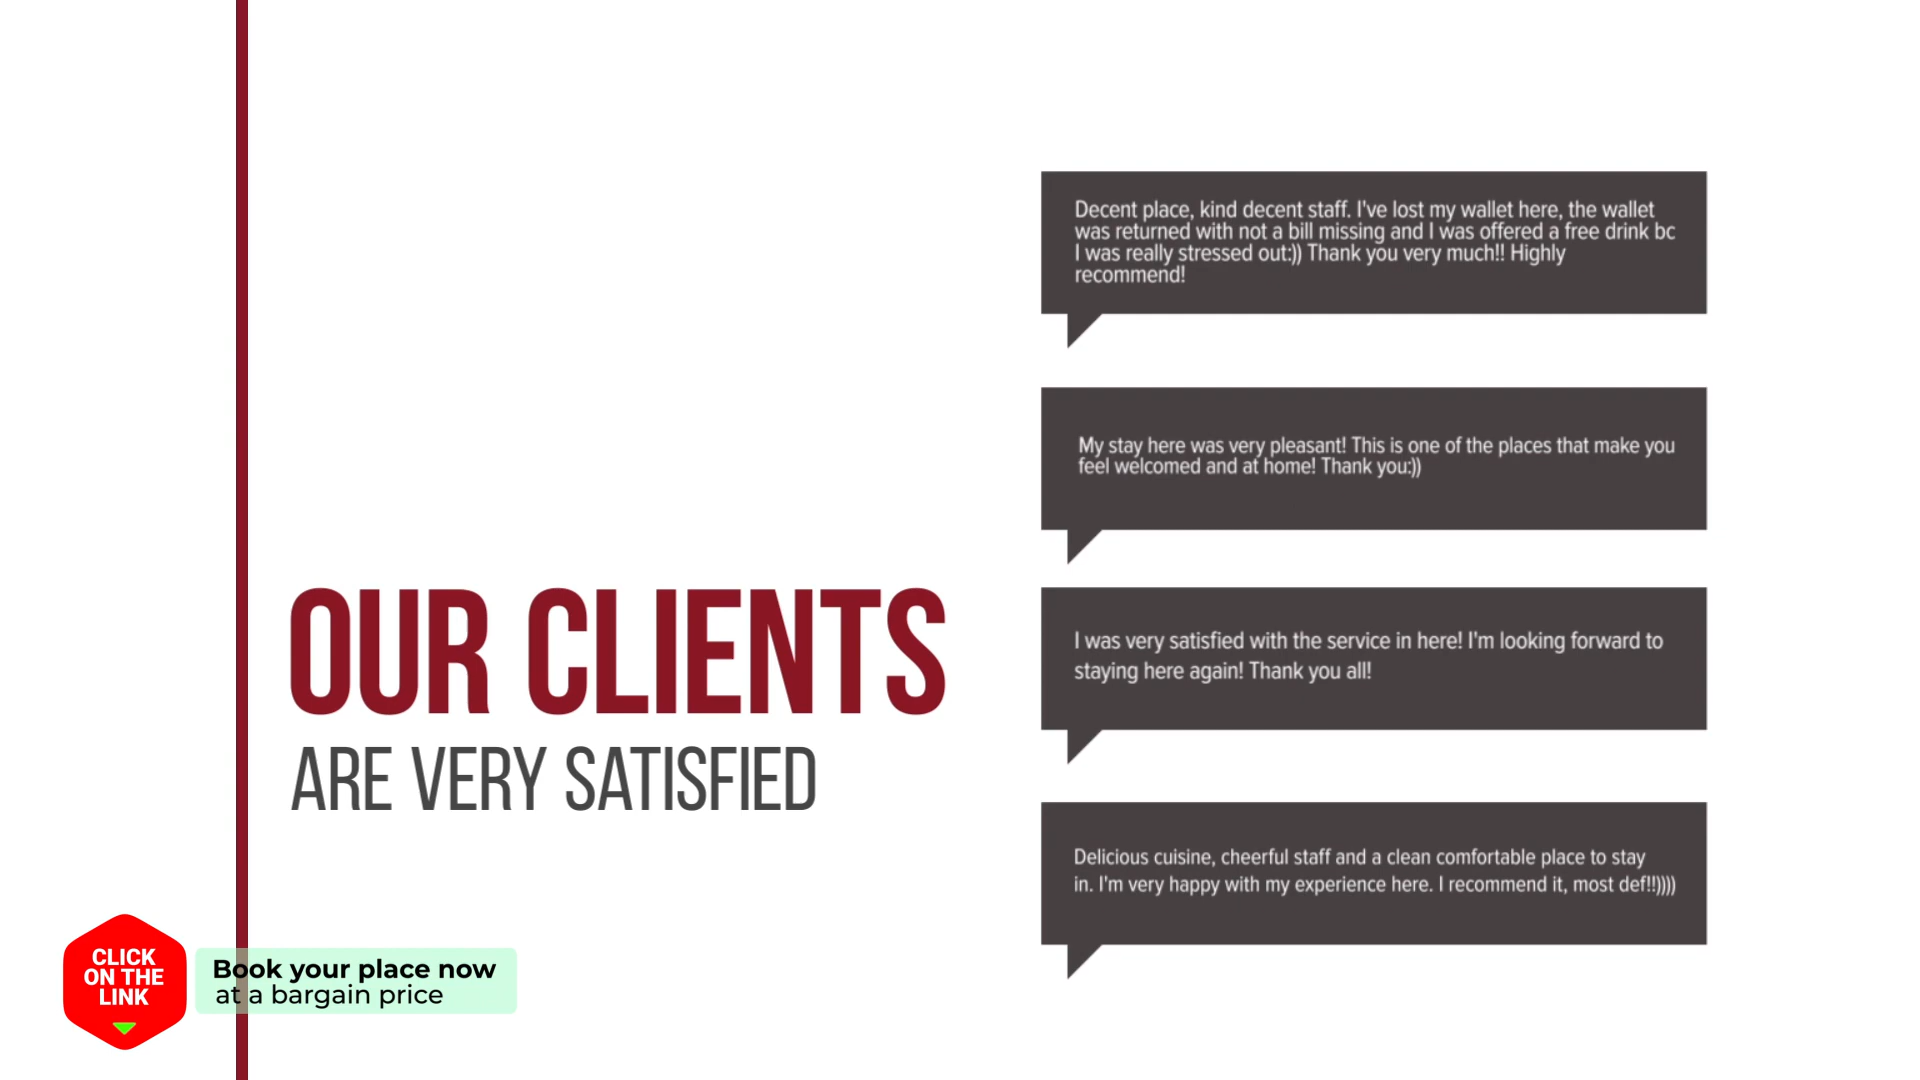 Decent place, kind decent staff. I've lost my wallet here, the wallet
was returned with not a bill missing and I was offered a free drink bc
I was really stressed out:)) Thank you very much!! Highly
recommend!
My stay here was very pleasant! This is one of the places that make you
feel welcomed and at home! Thank you:))
OUR CLIENTS
ARE VERY SATISFIED
I was very satisfied with the service in here! I'm looking forward to
staying here again! Thank you all!
Delicious cuisine, cheerful staff and a clean comfortable place to stay
in. I'm very happy with my experience here. I recommend it, most def!!))))
CLICK
ON THE
LINK
Book your place now
at a bargain price